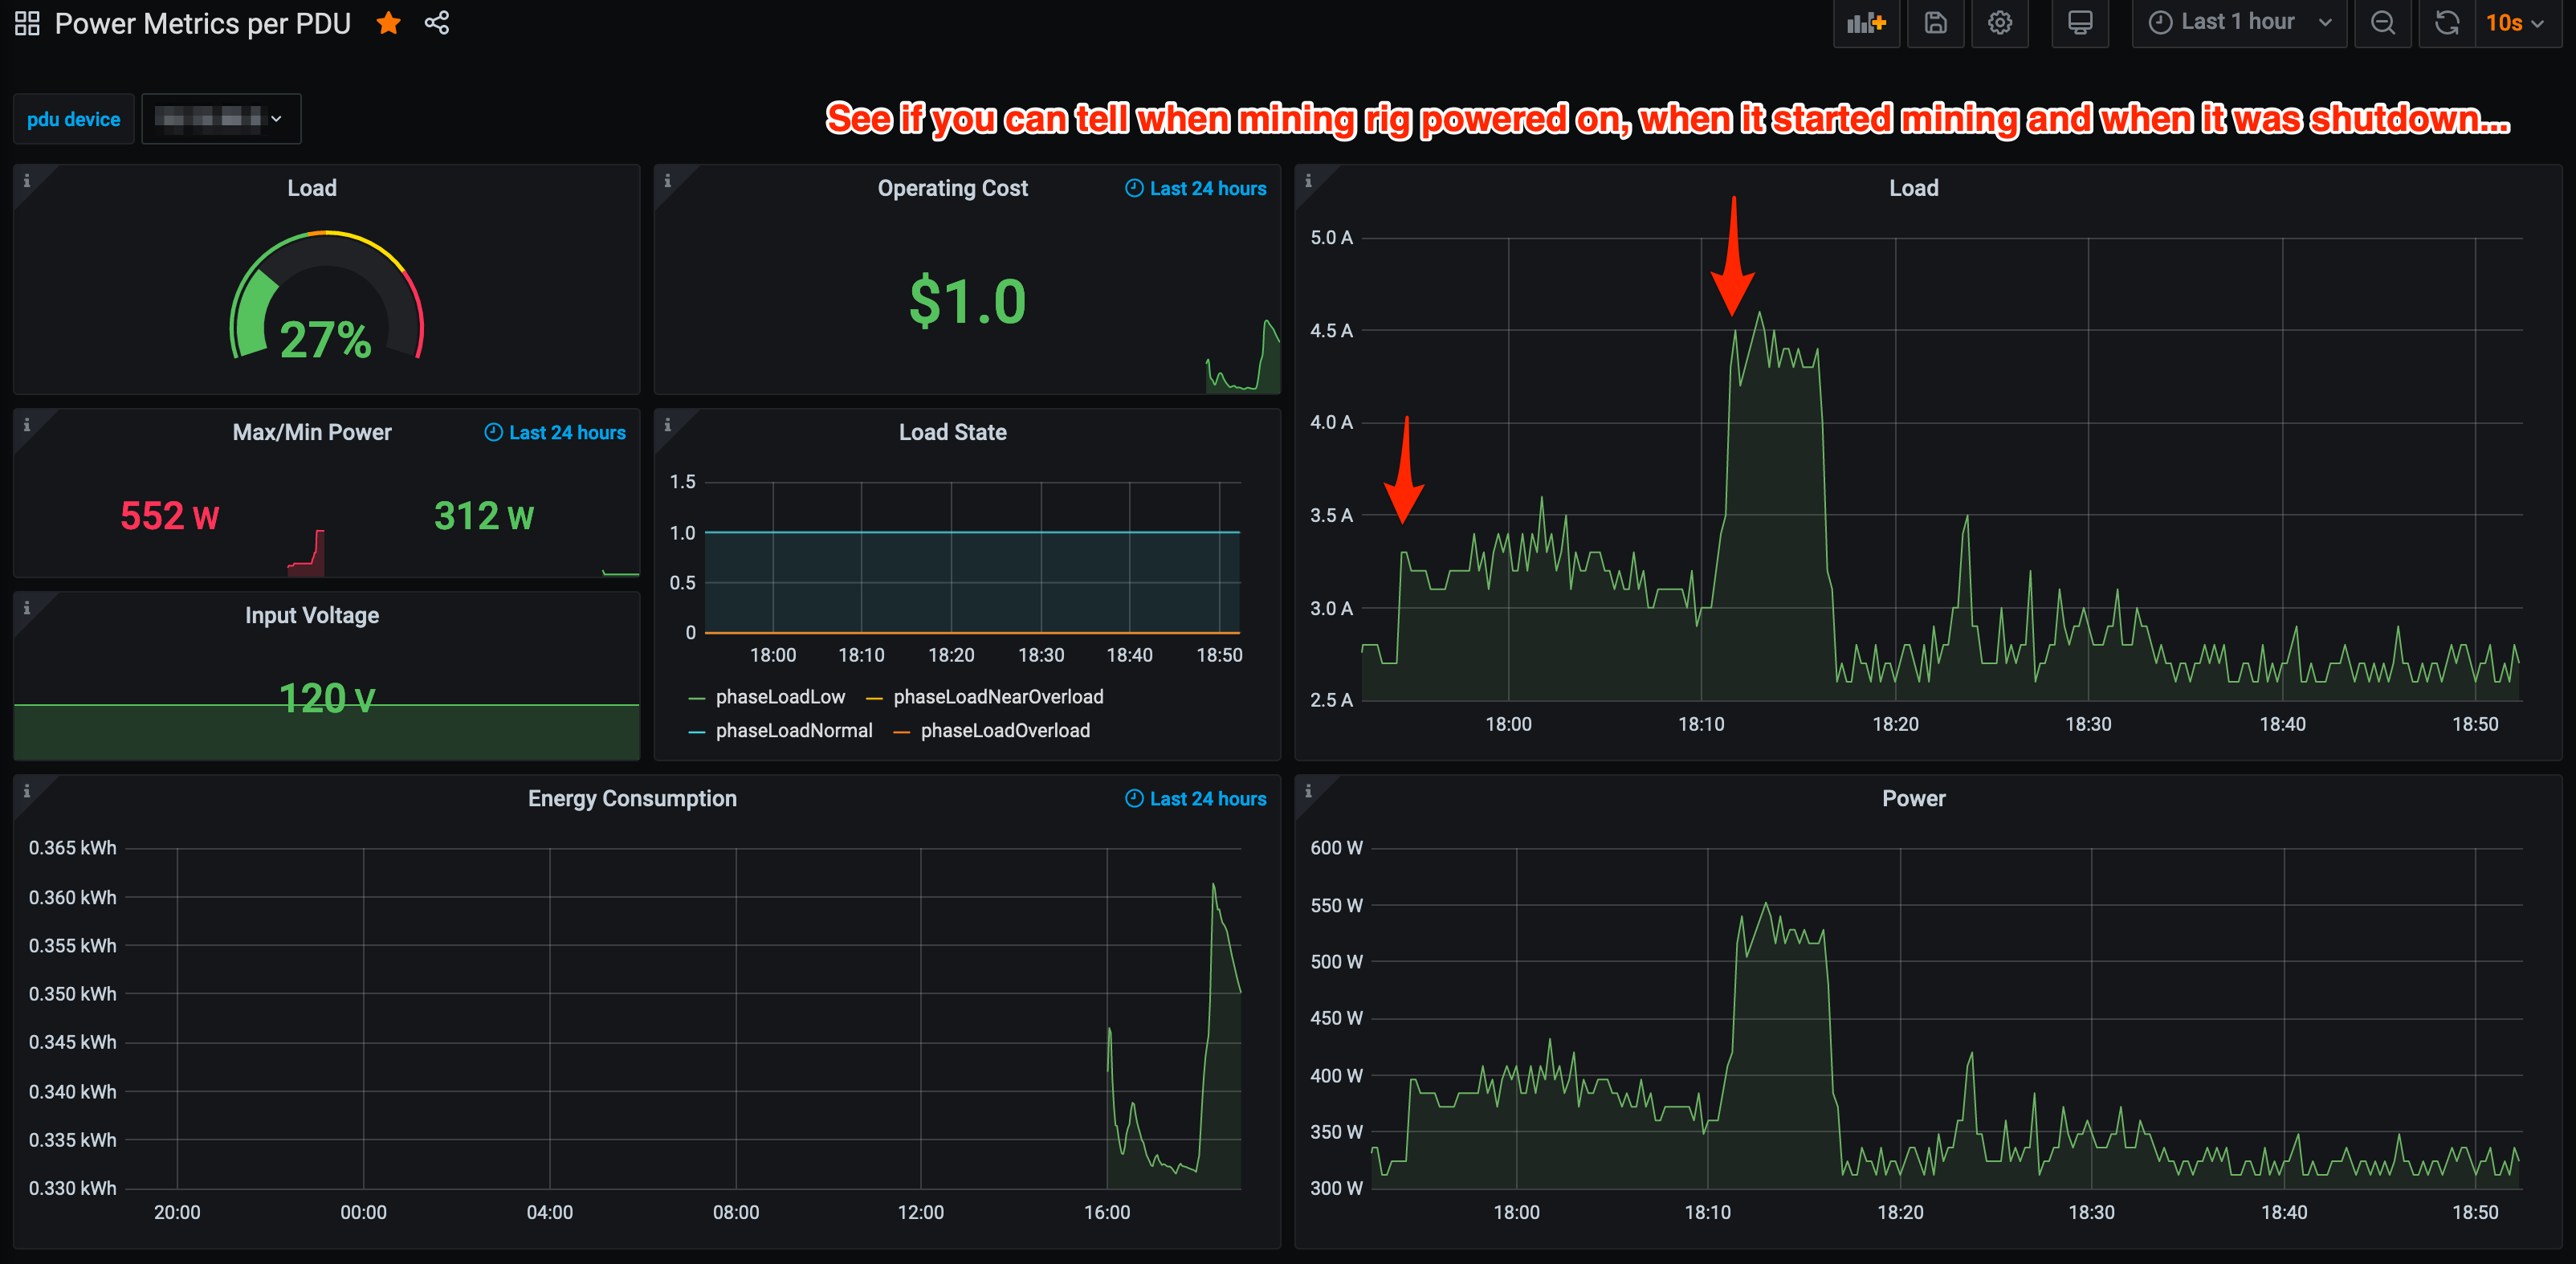 Power Metrics per PDU
Last 1 hour
10s
pdu device
See if you can tell when mining rig powered on, when it started mining and when it was shutdown...
Load
27%
Operating Cost
Last 24 hours
$1.0
Load
5.0 A
4.5 A
4.0 A
3.5 A
3.0 A
2.5 A
18:00 18:10 18:20 18:30 18:40 18:50
Max/Min Power
Last 24 hours
552 W
312 W
Load State
1.5
1.0
0.5
0
18:00 18:10 18:20 18:30 18:40 18:50
phaseLoadLow phaseLoadNearOverload
phaseLoadNormal phaseLoadOverload
Input Voltage
120 V
Energy Consumption
Last 24 hours
0.365 kWh
0.360 kWh
0.355 kWh
0.350 kWh
0.345 kWh
0.340 kWh
0.335 kWh
0.330 kWh
20:00 00:00 04:00 08:00 12:00 16:00
Power
600 W
550 W
500 W
450 W
400 W
350 W
300 W
18:00 18:10 18:20 18:30 18:40 18:50